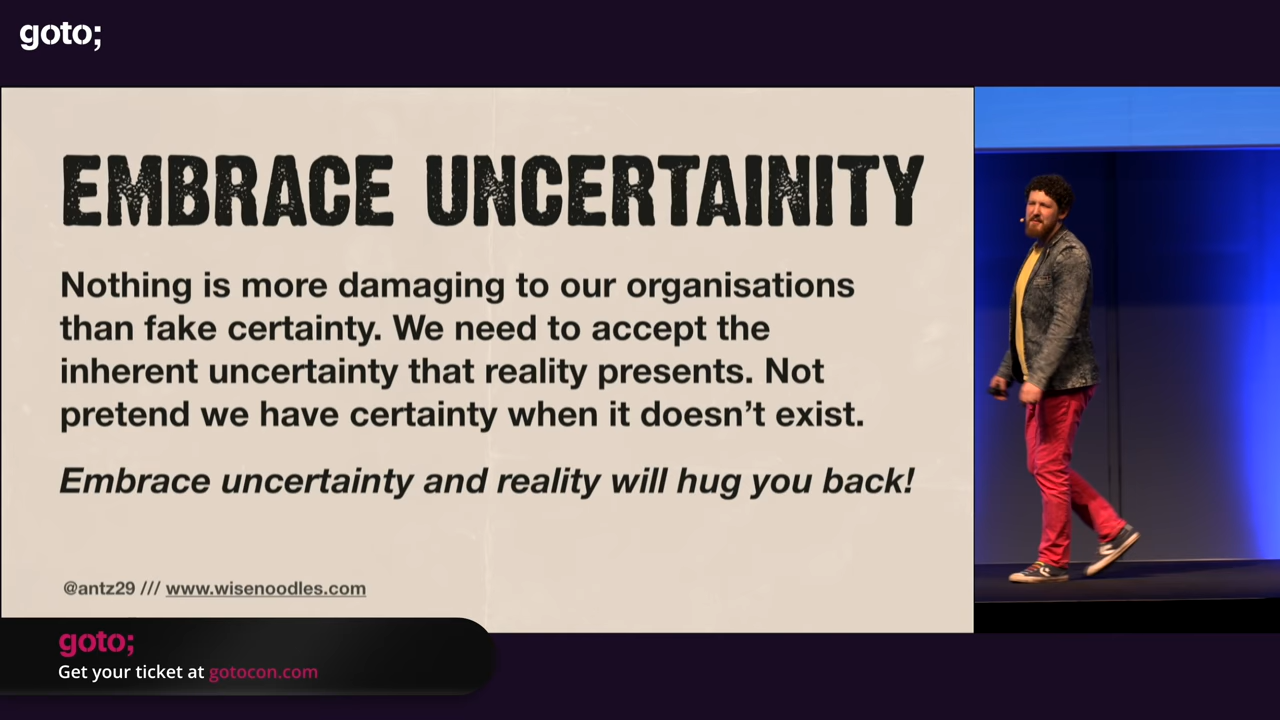 goto;
EMBRACE UNCERTAINITY
Nothing is more damaging to our organisations
than fake certainty. We need to accept the
inherent uncertainty that reality presents. Not
pretend we have certainty when it doesn’t exist.
Embrace uncertainty and reality will hug you back!
@antz29 /// www.wisenoodles.com
goto;
Get your ticket at gotocon.com